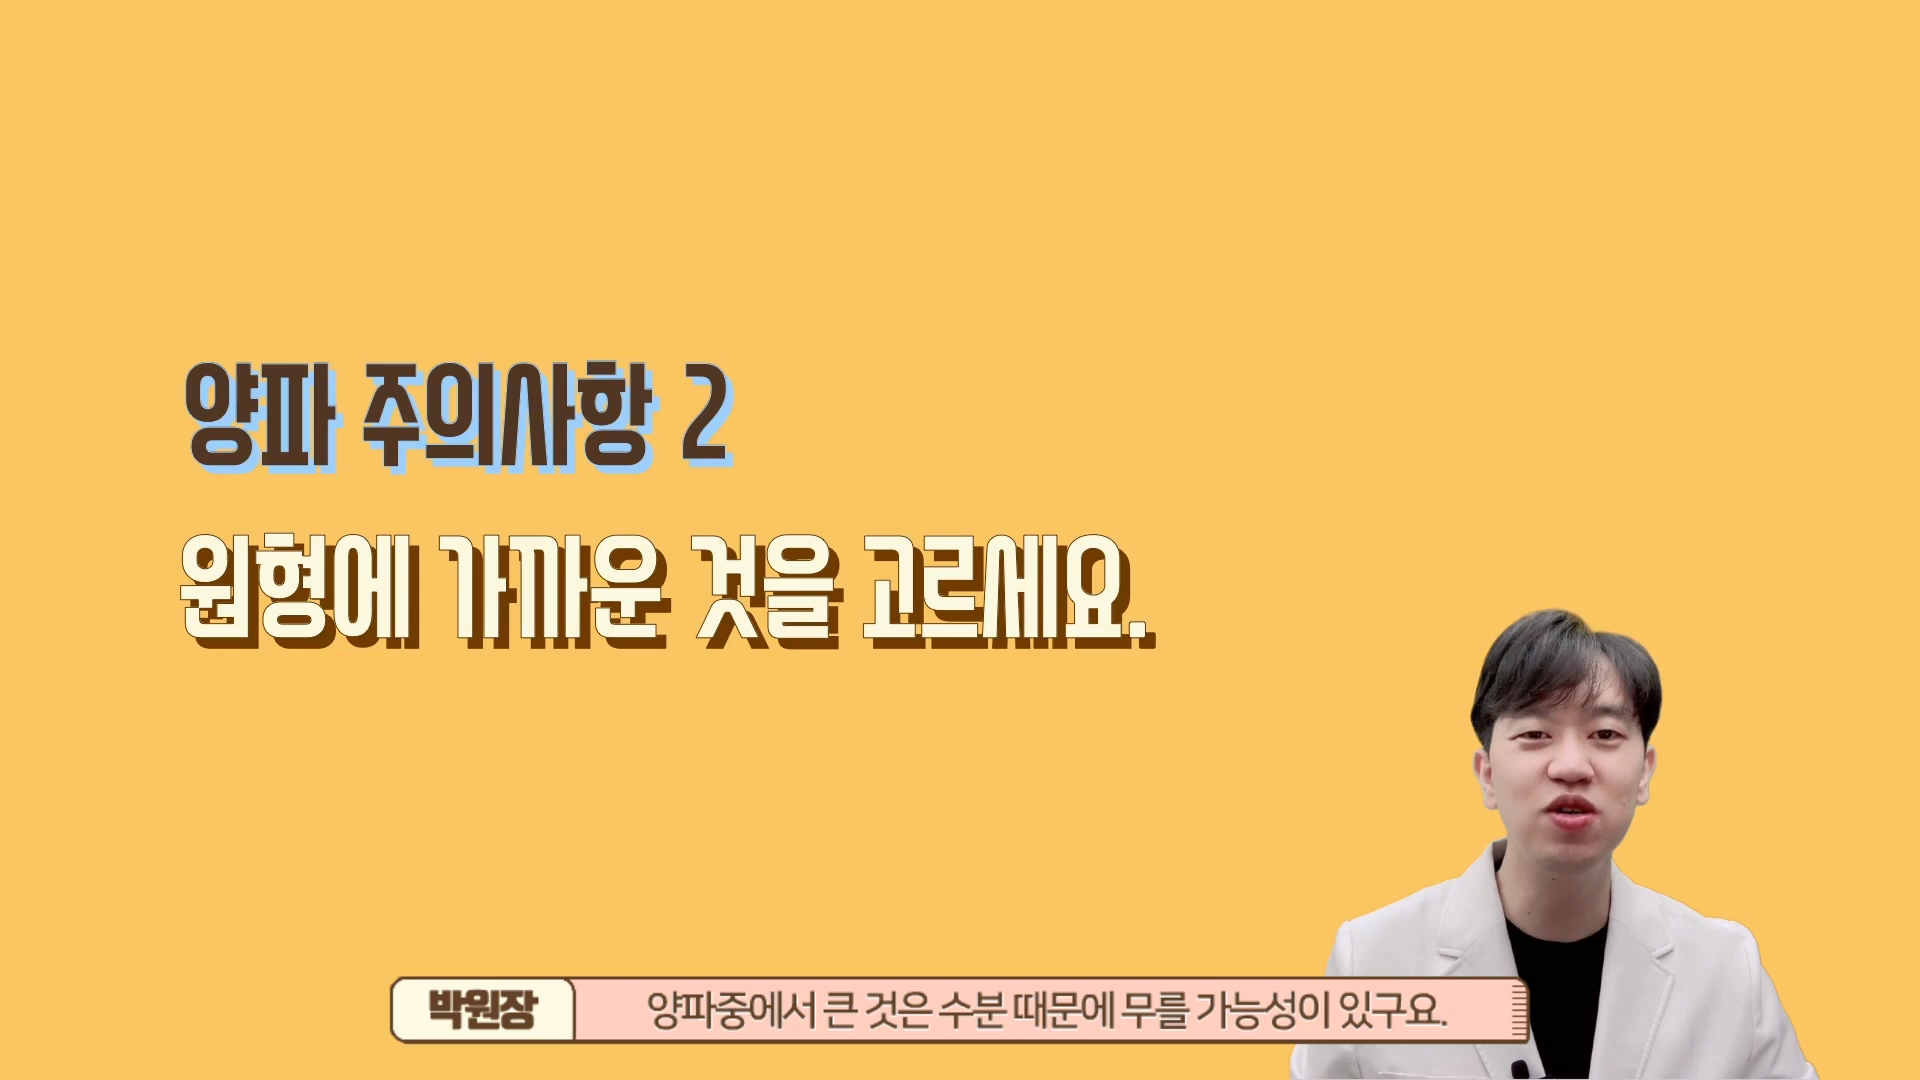 양파 주의사항 2
원형에 가까운 것을 고르세요.
박원장
양파중에서 큰 것은 수분 때문에 무를 가능성이 있구요.